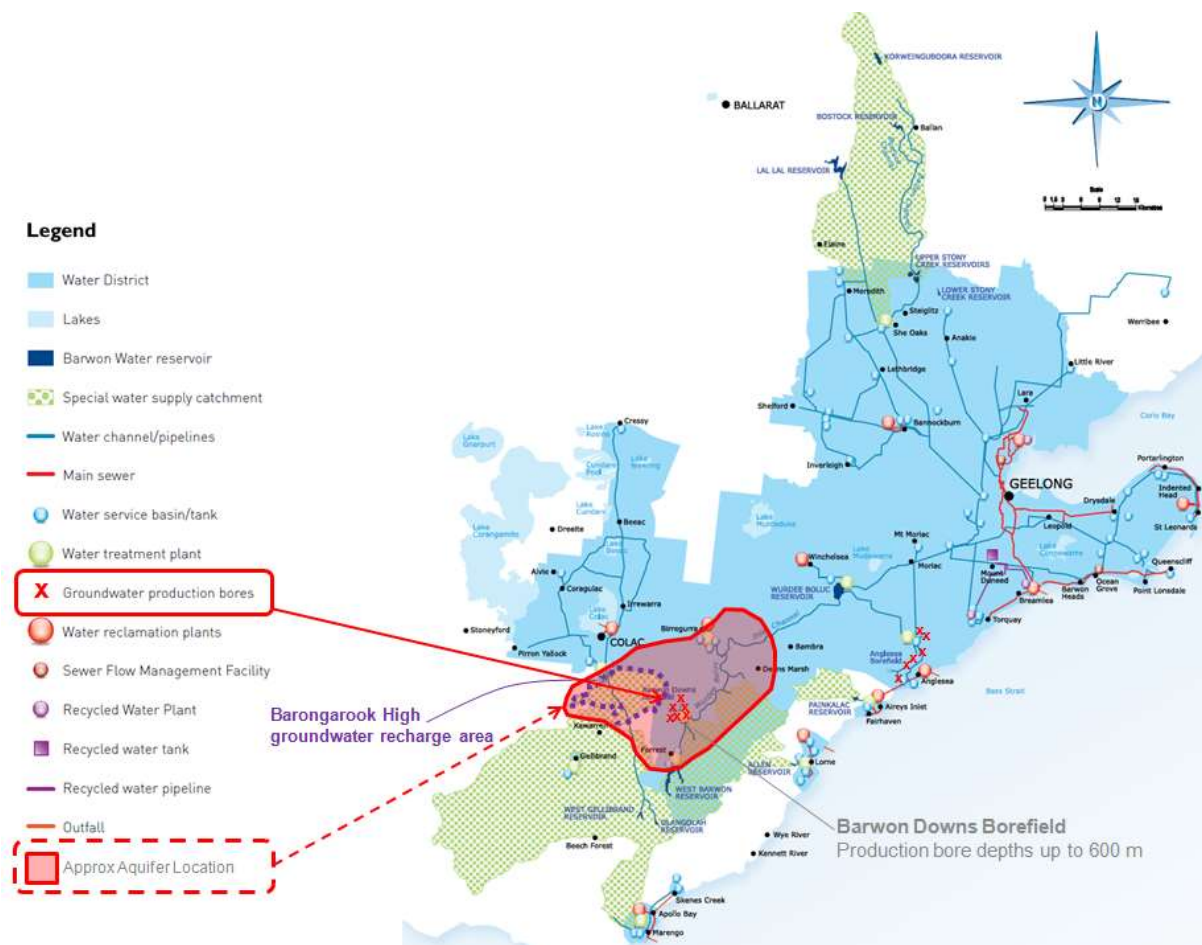 KORWEINGUBOORA RESERVOIR
BALLARAT
BOSTOCK RESERVOIR
Ballan
LAL LAL RESERVOIR
N
Scale
Kilometres
Elaine
UPPER STONY
CREEK RESERVOIRS
Meredith
LOWER STONY
CREEK RESERVOIR
Steiglitz
She Oaks
Anakie
Werribee
Little River
Lethbridge
Lara
Shelford
Bannockburn
Corio Bay
Inverleigh
Portarlington
GEELONG
Indented
Head
Drysdale
St Leonards
Leopold
Lake
Connewarre
Queenscliff
Mt Moriac
Moriac
Mount
Duneed
Barwon
Heads
Ocean
Grove
Point Lonsdale
Breamlea
Torquay
Cressy
Lake
Gnarpurt
Lake
Corangamite
Dreeite
Beeac
Alvie
Coragulac
Irrewarra
Stoneyford
COLAC
Pirron Yallock
Lake
Murdeduke
Winchelsea
WURDEE BOLUC
RESERVOIR
Birregurra
Bambra
Deans Marsh
Anglesea
Borefield
Anglesea
Bass Strait
PAINKALAC
RESERVOIR
Aireys Inlet
Fairhaven
Kawarren
Gellibrand
Forrest
ALLEN
RESERVOIR
Lorne
WEST BARWON
RESERVOIR
WEST GELLIBRAND
RESERVOIR
OLANGOLAH
RESERVOIR
Beech Forest
Wye River
Kennett River
Skenes Creek
Apollo Bay
Marengo
Legend
Water District
Lakes
Barwon Water reservoir
Special water supply catchment
Water channel/pipelines
Main sewer
Water service basin/tank
Water treatment plant
X Groundwater production bores
Water reclamation plants
Sewer Flow Management Facility
Recycled Water Plant
Recycled water tank
Recycled water pipeline
Outfall
Approx Aquifer Location
Barongarook High
groundwater recharge area
Barwon Downs Borefield
Production bore depths up to 600 m